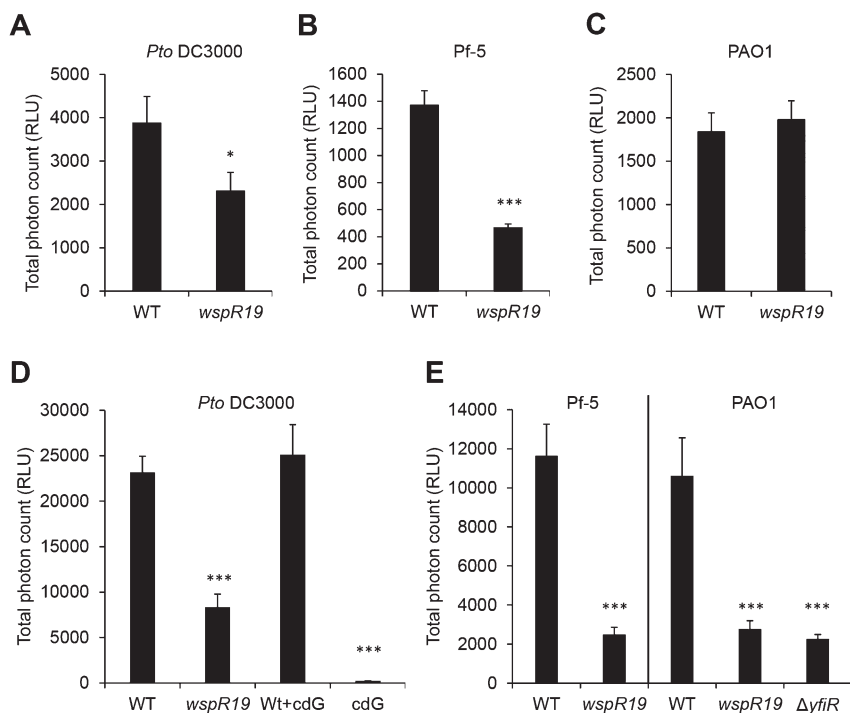 A
Pto DC3000
Total photon count (RLU)
5000
4000
3000
2000
1000
0
*
WT
wspR19
B
Pf-5
Total photon count (RLU)
1600
1400
1200
1000
800
600
400
200
0
***
WT
wspR19
C
PAO1
Total photon count (RLU)
2500
2000
1500
1000
500
0
WT
wspR19
D
Pto DC3000
Total photon count (RLU)
30000
25000
20000
15000
10000
5000
0
***
***
WT
wspR19
Wt+cdG
cdG
E
Pf-5
PAO1
Total photon count (RLU)
14000
12000
10000
8000
6000
4000
2000
0
***
***
***
WT
wspR19
WT
wspR19
ΔyfiR